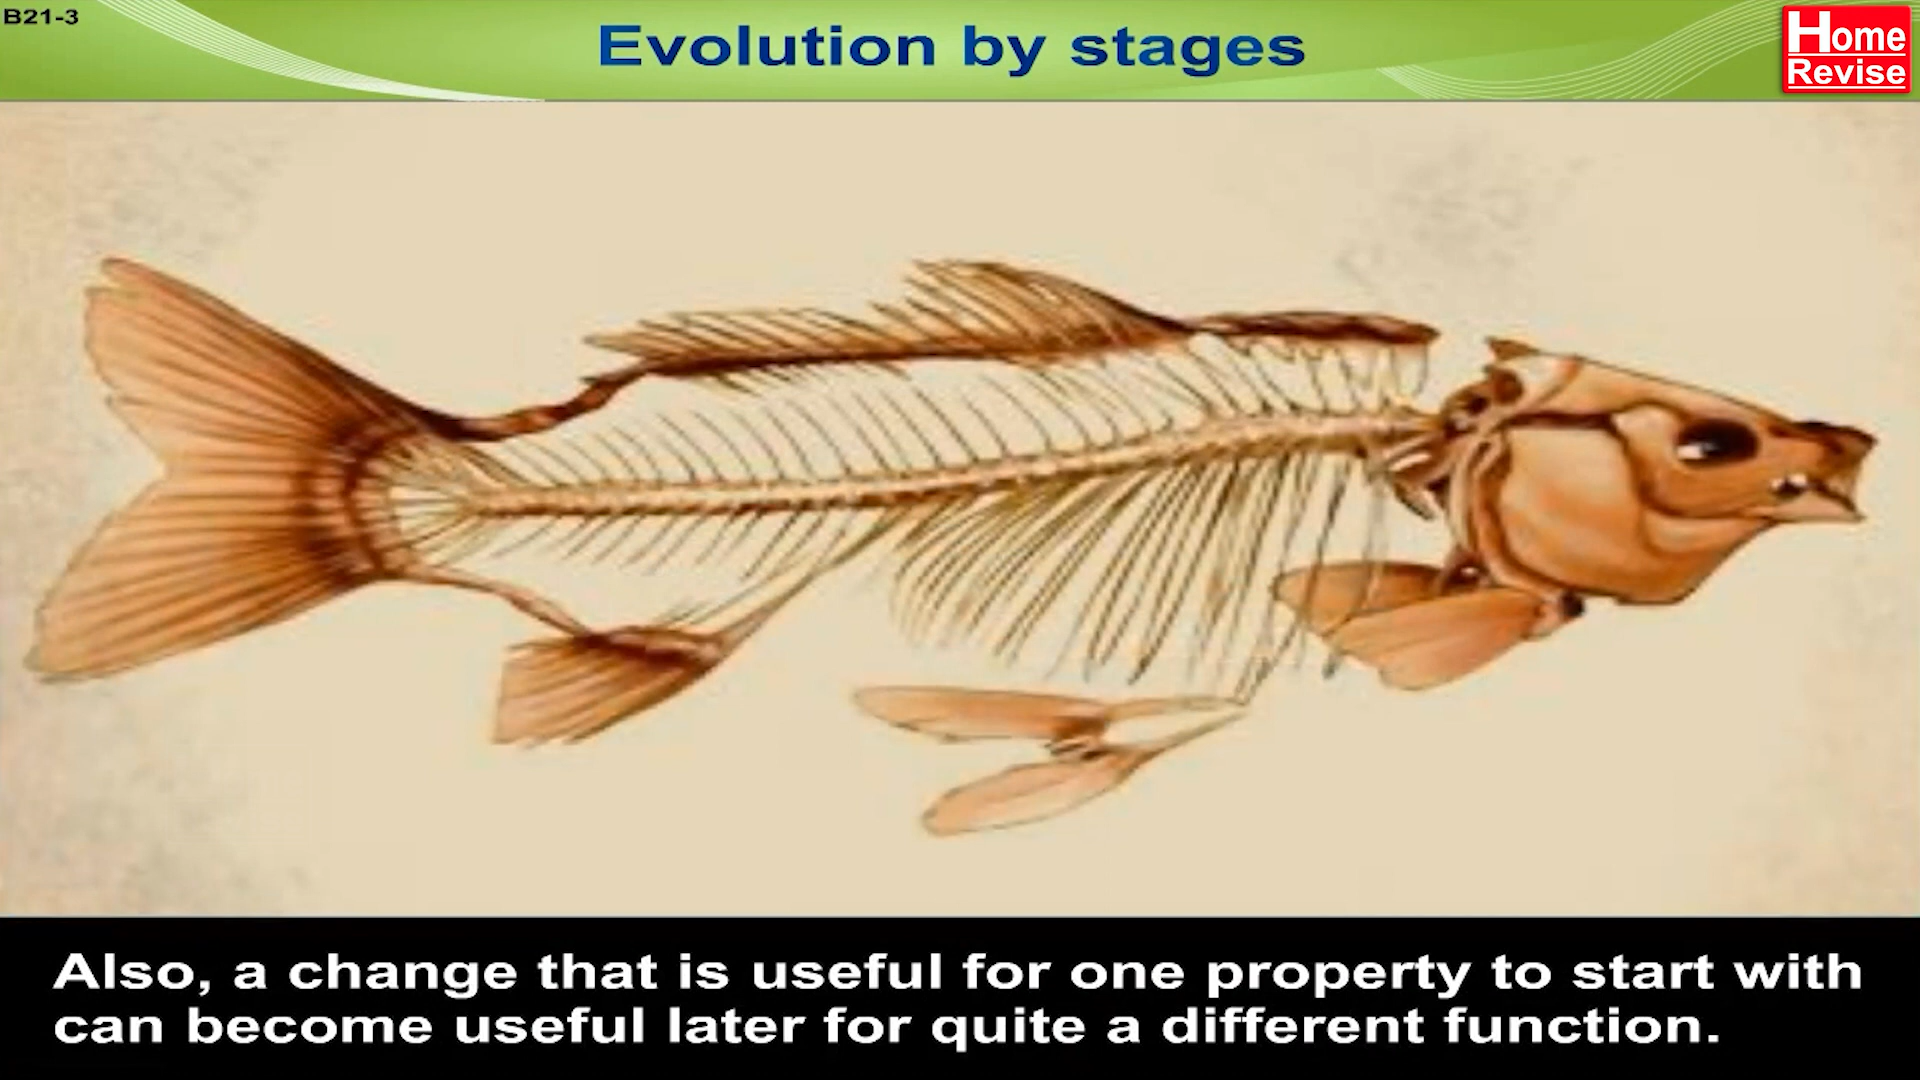 B21-3
Evolution by stages
Home
Revise
Also, a change that is useful for one property to start with
can become useful later for quite a different function.